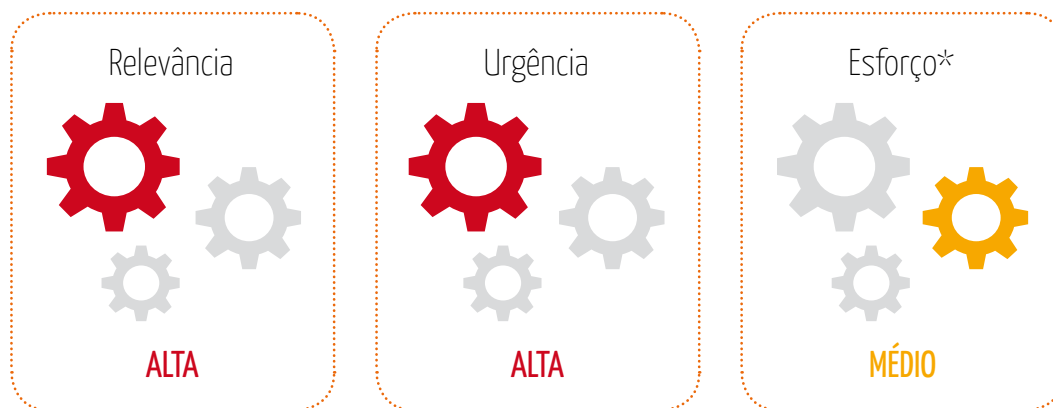 Relevância
ALTA
Urgência
ALTA
Esforço*
MÉDIO